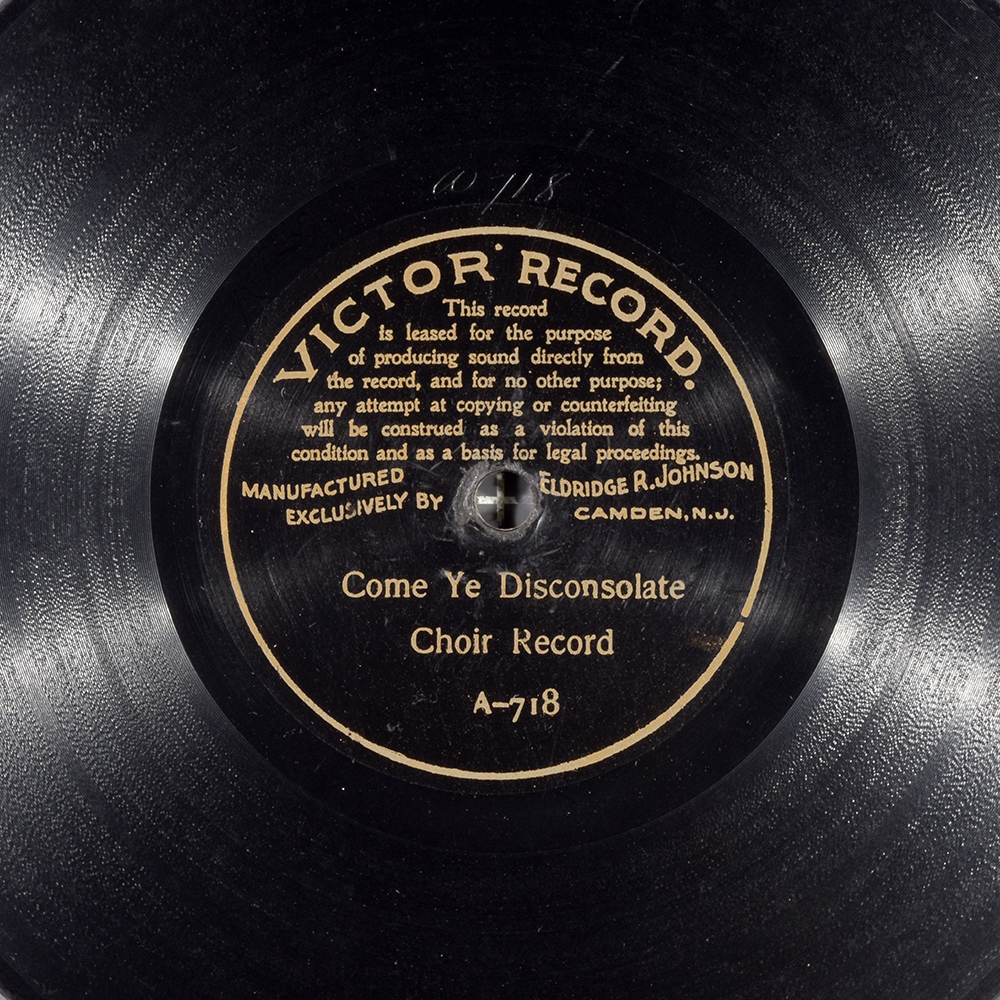 a 718
VICTOR RECORD.
This record
is leased for the purpose
of producing sound directly from
the record, and for no other purpose;
any attempt at copying or counterfeiting
will be construed as a violation of this
condition and as a basis for legal proceedings.
MANUFACTURED
EXCLUSIVELY BY
ELDRIDGE R. JOHNSON
CAMDEN, N.J.
Come Ye Disconsolate
Choir Record
A-718